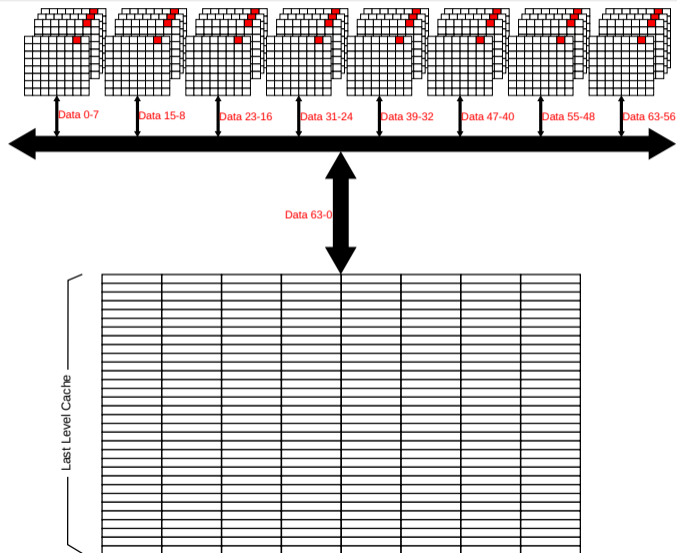 Data 0-7
Data 15-8
Data 23-16
Data 31-24
Data 39-32
Data 47-40
Data 55-48
Data 63-56
Data 63-0
Last Level Cache